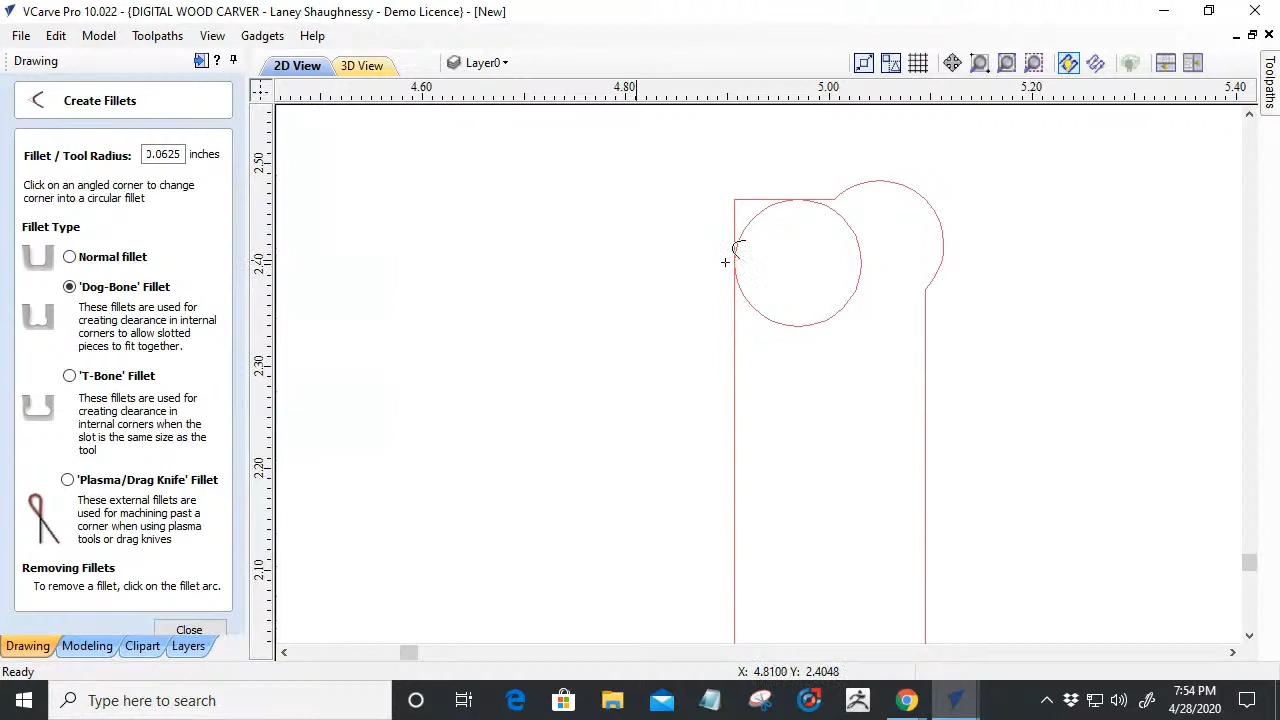 VCarve Pro 10.022 - {DIGITAL WOOD CARVER - Laney Shaughnessy - Demo Licence} - [New]
File Edit Model Toolpaths View Gadgets Help
Drawing
2D View 3D View Layer0
Create Fillets
4.60 4.80 5.00 5.20 5.40
Fillet / Tool Radius: 0.0625 inches
Click on an angled corner to change
corner into a circular fillet
Fillet Type
Normal fillet
'Dog-Bone' Fillet
These fillets are used for
creating clearance in internal
corners to allow slotted
pieces to fit together.
'T-Bone' Fillet
These fillets are used for
creating clearance in
internal corners when the
slot is the same size as the
tool
'Plasma/Drag Knife' Fillet
These external fillets are
used for machining past a
corner when using plasma
tools or drag knives
Removing Fillets
To remove a fillet, click on the fillet arc.
Close
2.50
2.40
2.30
2.20
2.10
Toolpaths
Drawing Modeling Clipart Layers
Ready
X: 4.8100 Y: 2.4048
Type here to search
7:54 PM
4/28/2020